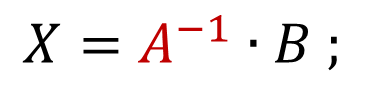 X = A⁻¹ · B ;